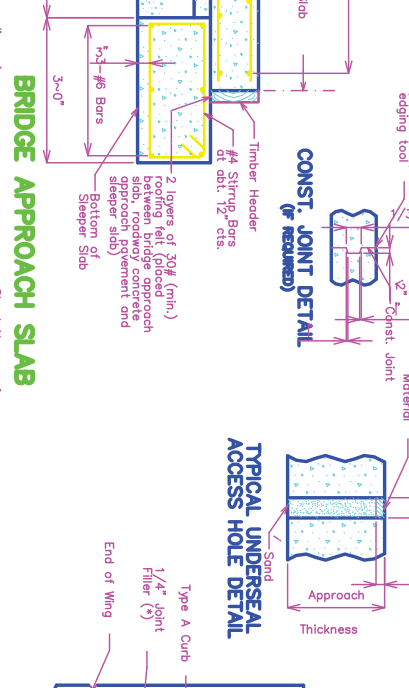 Slab
Timber Header
#4 Stirrup Bars
at abt. 12" cts.
2 layers of 30# (min.)
roofing felt (placed
between bridge approach
slab, roadway concrete
approach pavement and
sleeper slab)
Bottom of
Sleeper Slab
3-#6 Bars
3~0"
BRIDGE APPROACH SLAB
edging tool
Const. Joint
CONST. JOINT DETAIL
(IF REQUIRED)
Material
Sand
Approach
Thickness
TYPICAL UNDERSEAL
ACCESS HOLE DETAIL
Type A Curb
1/4" Joint
Filler (*)
End of Wing